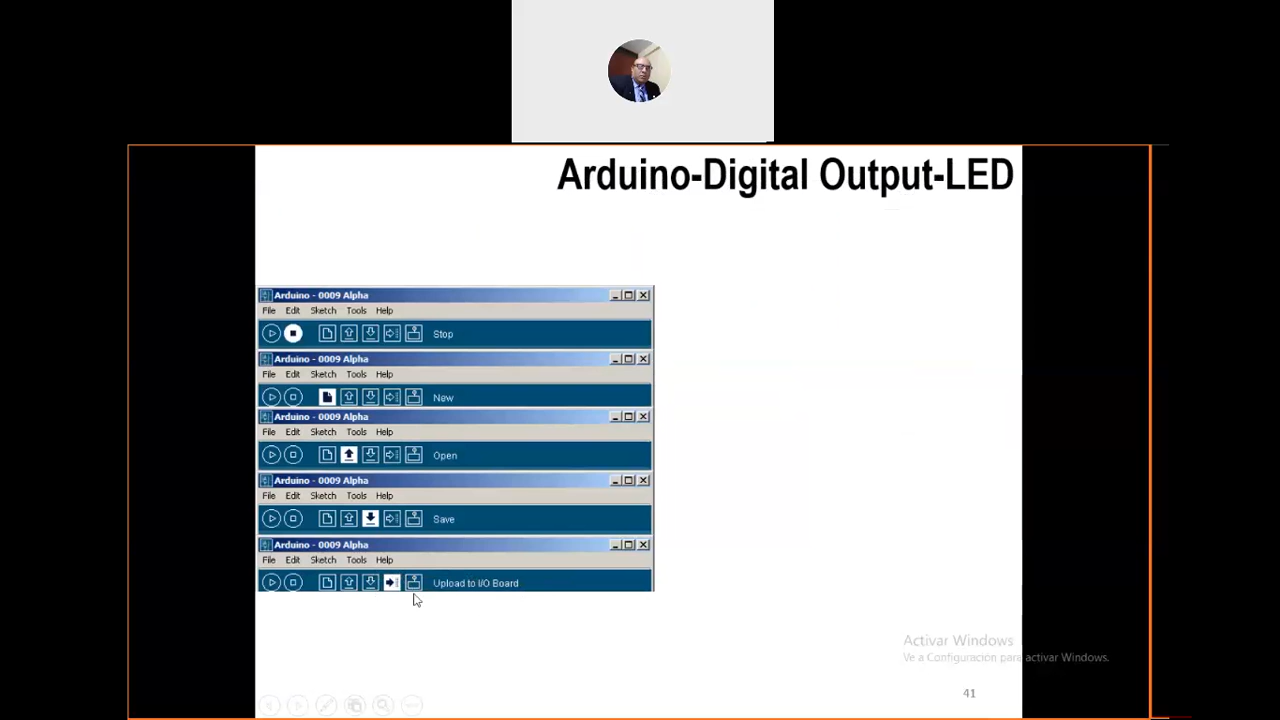 Arduino-Digital Output-LED
Arduino - 0009 Alpha
File Edit Sketch Tools Help
Stop
Arduino - 0009 Alpha
File Edit Sketch Tools Help
New
Arduino - 0009 Alpha
File Edit Sketch Tools Help
Open
Arduino - 0009 Alpha
File Edit Sketch Tools Help
Save
Arduino - 0009 Alpha
File Edit Sketch Tools Help
Upload to I/O Board
Activar Windows
Ve a Configuración para activar Windows.
41